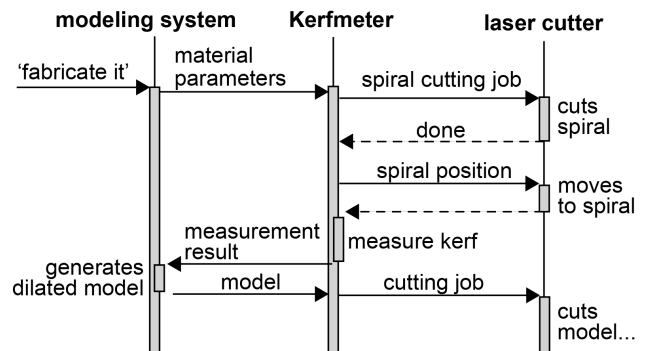 modeling system
Kerfmeter
laser cutter
'fabricate it'
material
parameters
spiral cutting job
cuts
spiral
done
spiral position
moves
to spiral
measurement
result
measure kerf
generates
dilated model
model
cutting job
cuts
model...